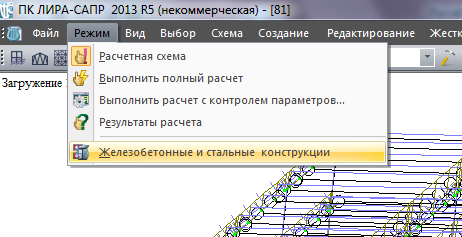 ПК ЛИРА-САПР 2013 R5 (некоммерческая) - [81]
Файл Режим Вид Выбор Схема Создание Редактирование Жестк
Загружение
Расчетная схема
Выполнить полный расчет
Выполнить расчет с контролем параметров...
Результаты расчета
Железобетонные и стальные конструкции